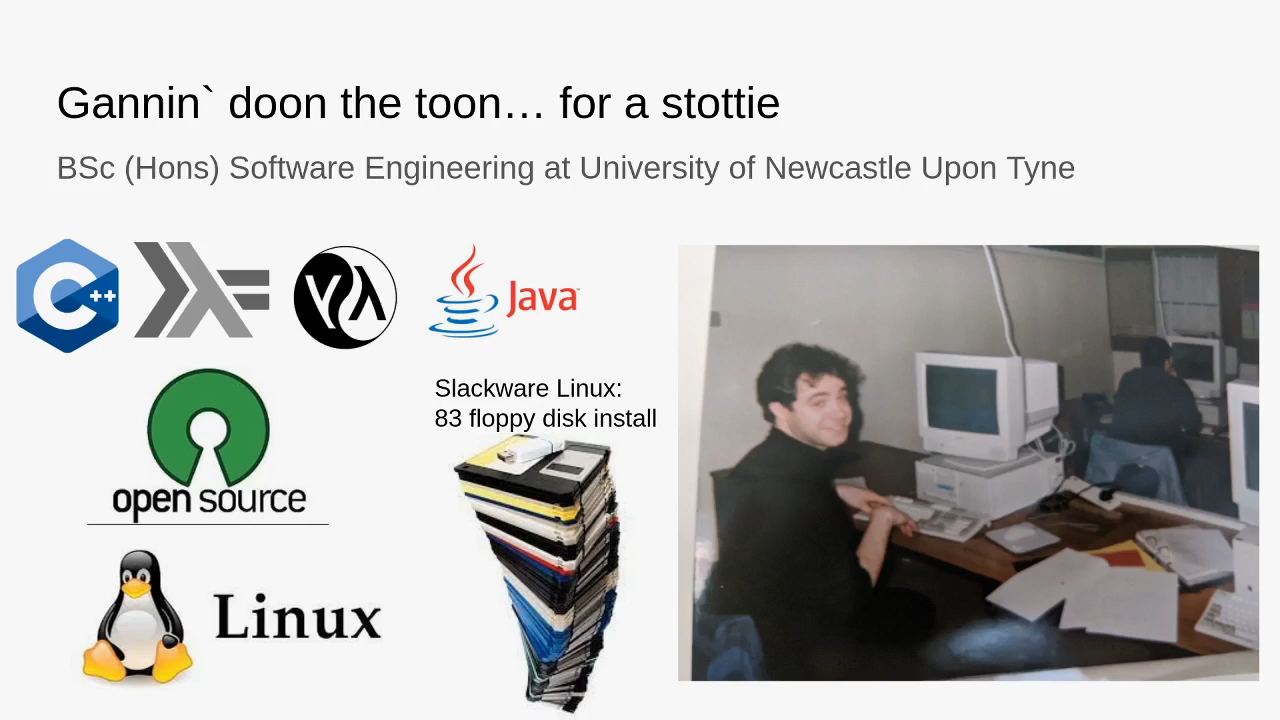 Gannin` doon the toon… for a stottie
BSc (Hons) Software Engineering at University of Newcastle Upon Tyne
C++
Java
Slackware Linux:
83 floppy disk install
open source
Linux